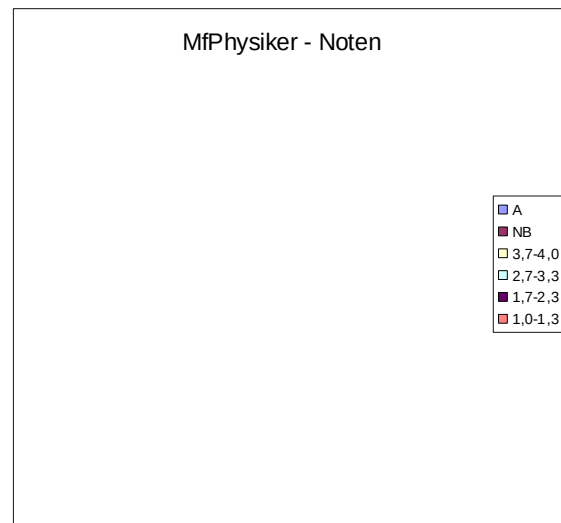 MfPhysiker - Noten
A
NB
3,7-4,0
2,7-3,3
1,7-2,3
1,0-1,3